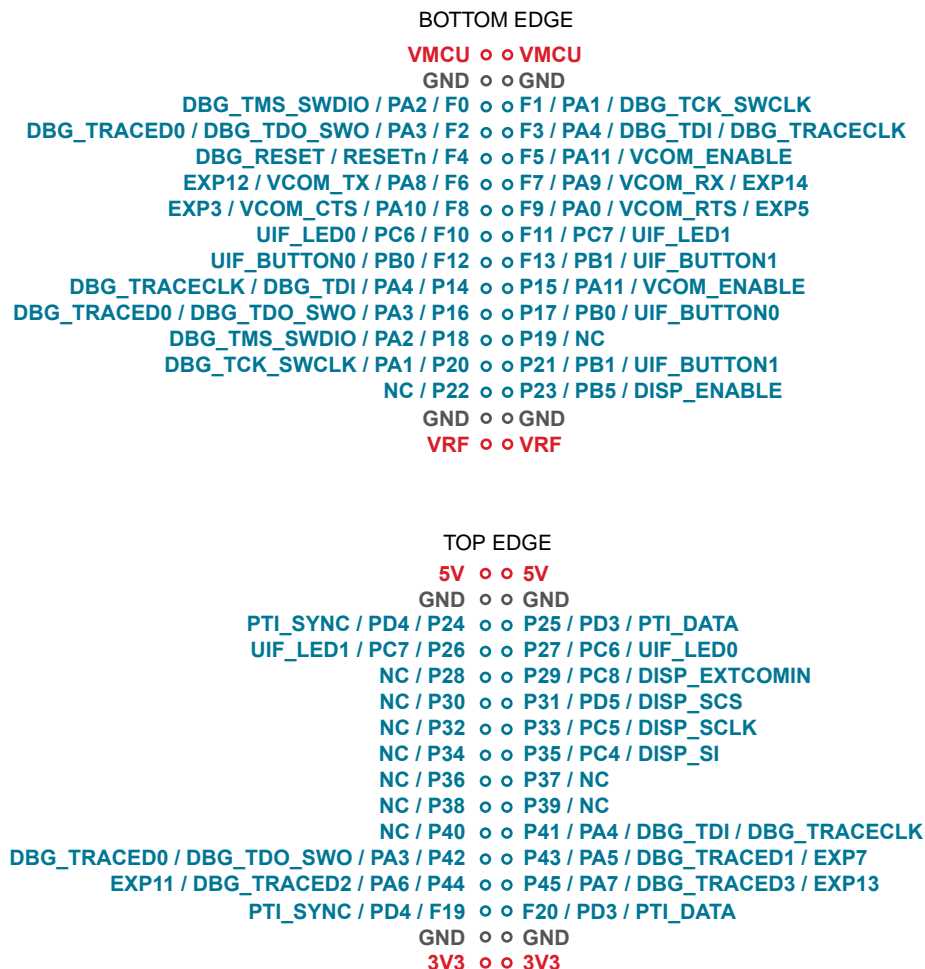 BOTTOM EDGE
VMCU VMCU
GND GND
DBG_TMS_SWDIO / PA2 / F0 F1 / PA1 / DBG_TCK_SWCLK
DBG_TRACED0 / DBG_TDO_SWO / PA3 / F2 F3 / PA4 / DBG_TDI / DBG_TRACECLK
DBG_RESET / RESETn / F4 F5 / PA11 / VCOM_ENABLE
EXP12 / VCOM_TX / PA8 / F6 F7 / PA9 / VCOM_RX / EXP14
EXP3 / VCOM_CTS / PA10 / F8 F9 / PA0 / VCOM_RTS / EXP5
UIF_LED0 / PC6 / F10 F11 / PC7 / UIF_LED1
UIF_BUTTON0 / PB0 / F12 F13 / PB1 / UIF_BUTTON1
DBG_TRACECLK / DBG_TDI / PA4 / P14 P15 / PA11 / VCOM_ENABLE
DBG_TRACED0 / DBG_TDO_SWO / PA3 / P16 P17 / PB0 / UIF_BUTTON0
DBG_TMS_SWDIO / PA2 / P18 P19 / NC
DBG_TCK_SWCLK / PA1 / P20 P21 / PB1 / UIF_BUTTON1
NC / P22 P23 / PB5 / DISP_ENABLE
GND GND
VRF VRF
TOP EDGE
5V 5V
GND GND
PTI_SYNC / PD4 / P24 P25 / PD3 / PTI_DATA
UIF_LED1 / PC7 / P26 P27 / PC6 / UIF_LED0
NC / P28 P29 / PC8 / DISP_EXTCOMIN
NC / P30 P31 / PD5 / DISP_SCS
NC / P32 P33 / PC5 / DISP_SCLK
NC / P34 P35 / PC4 / DISP_SI
NC / P36 P37 / NC
NC / P38 P39 / NC
NC / P40 P41 / PA4 / DBG_TDI / DBG_TRACECLK
DBG_TRACED0 / DBG_TDO_SWO / PA3 / P42 P43 / PA5 / DBG_TRACED1 / EXP7
EXP11 / DBG_TRACED2 / PA6 / P44 P45 / PA7 / DBG_TRACED3 / EXP13
PTI_SYNC / PD4 / F19 F20 / PD3 / PTI_DATA
GND GND
3V3 3V3